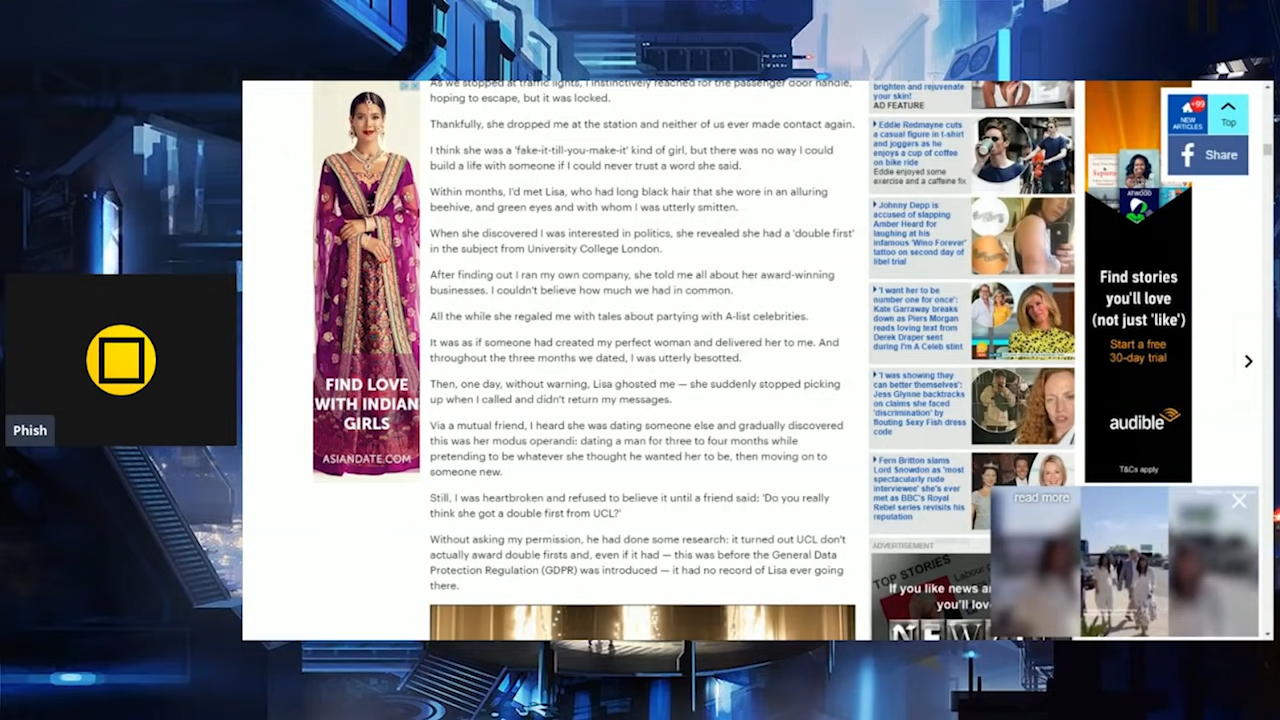 As we stopped at traffic lights, I instinctively reached for the passenger door handle,
hoping to escape, but it was locked.
Thankfully, she dropped me at the station and neither of us ever made contact again.
I think she was a 'fake-it-till-you-make-it' kind of girl, but there was no way I could
build a life with someone if I could never trust a word she said.
Within months, I'd met Lisa, who had long black hair that she wore in an alluring
beehive, and green eyes and with whom I was utterly smitten.
When she discovered I was interested in politics, she revealed she had a 'double first'
in the subject from University College London.
After finding out I ran my own company, she told me all about her award-winning
businesses. I couldn't believe how much we had in common.
All the while she regaled me with tales about partying with A-list celebrities.
It was as if someone had created my perfect woman and delivered her to me. And
throughout the three months we dated, I was utterly besotted.
Then, one day, without warning, Lisa ghosted me — she suddenly stopped picking
up when I called and didn't return my messages.
Via a mutual friend, I heard she was dating someone else and gradually discovered
this was her modus operandi: dating a man for three to four months while
pretending to be whatever she thought he wanted her to be, then moving on to
someone new.
Still, I was heartbroken and refused to believe it until a friend said: 'Do you really
think she got a double first from UCL?'
Without asking my permission, he had done some research: it turned out UCL don't
actually award double firsts and, even if it had — this was before the General Data
Protection Regulation (GDPR) was introduced — it had no record of Lisa ever going
there.
FIND LOVE
WITH INDIAN
GIRLS
ASIANDATE.COM
Phish
brighten and rejuvenate
your skin!
AD FEATURE
Eddie Redmayne cuts
a casual figure in t-shirt
and joggers as he
enjoys a cup of coffee
on bike ride
Eddie enjoyed some
exercise and a caffeine fix
Johnny Depp is
accused of slapping
Amber Heard for
laughing at his
infamous 'Wino Forever'
tattoo on second day of
libel trial
'I want her to be
number one for once':
Kate Garraway breaks
down as Piers Morgan
reads loving text from
Derek Draper sent
during I'm A Celeb stint
'I was showing they
can better themselves':
Jess Glynne backtracks
on claims she faced
'discrimination' by
flouting Sexy Fish dress
code
Fern Britton slams
Lord Snowdon as 'most
spectacularly rude
interviewee' she's ever
met as BBC's Royal
Rebel series revisits his
reputation
ADVERTISEMENT
TOP STORIES
Labour
If you like news a
you'll lov
NEW
+99
NEW
ARTICLES
Top
Share
ATWOOD
Find stories
you'll love
(not just 'like')
Start a free
30-day trial
audible
T&Cs apply
read more